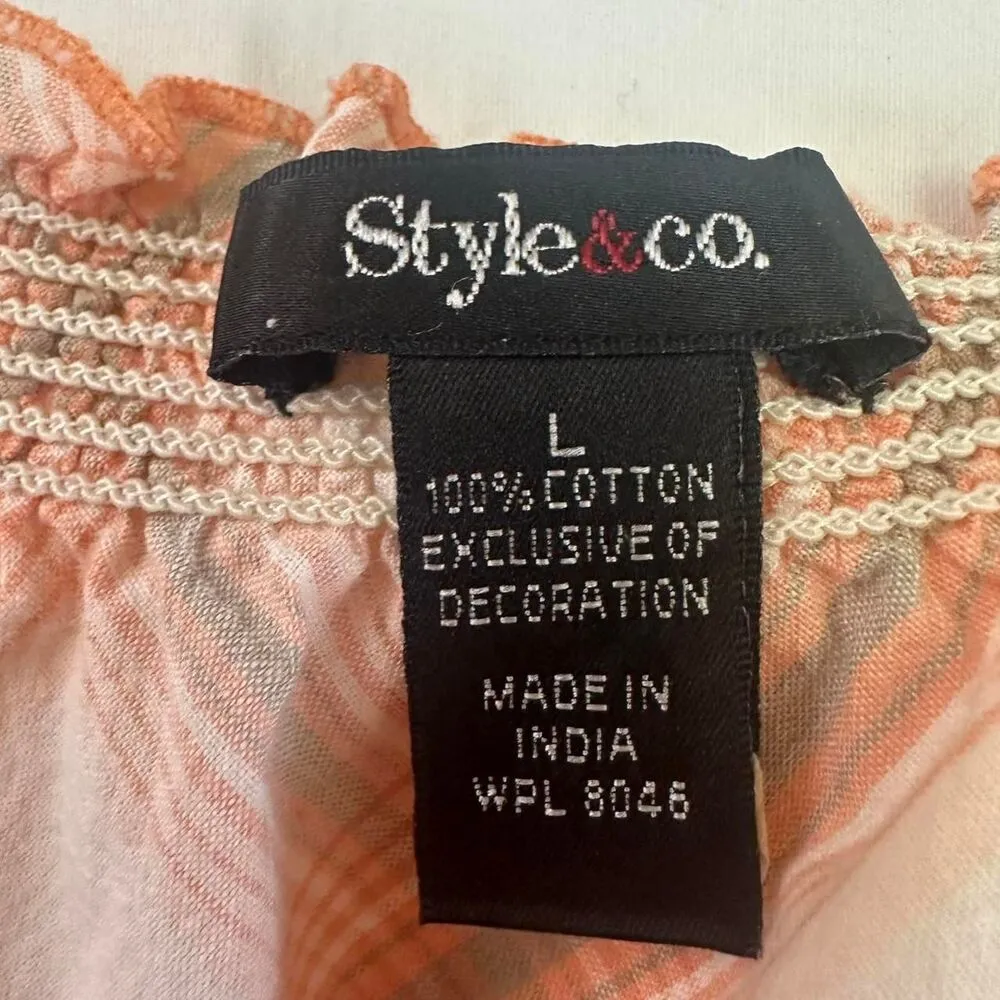 Style&co.
L
100% COTTON
EXCLUSIVE OF
DECORATION
MADE IN
INDIA
WPL 8046